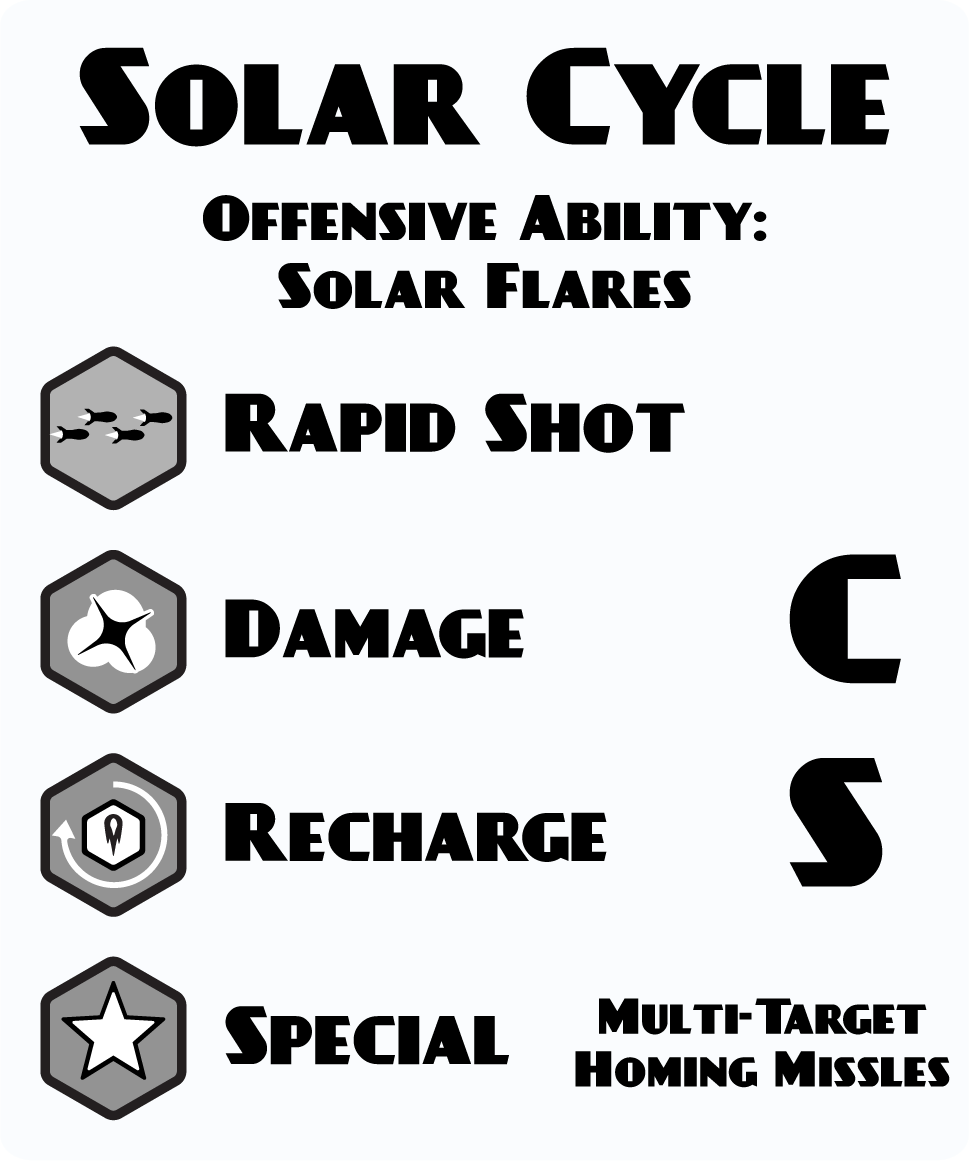 Solar Cycle
Offensive Ability:
Solar Flares
Rapid Shot
Damage C
Recharge S
Special
Multi-Target
Homing Missles